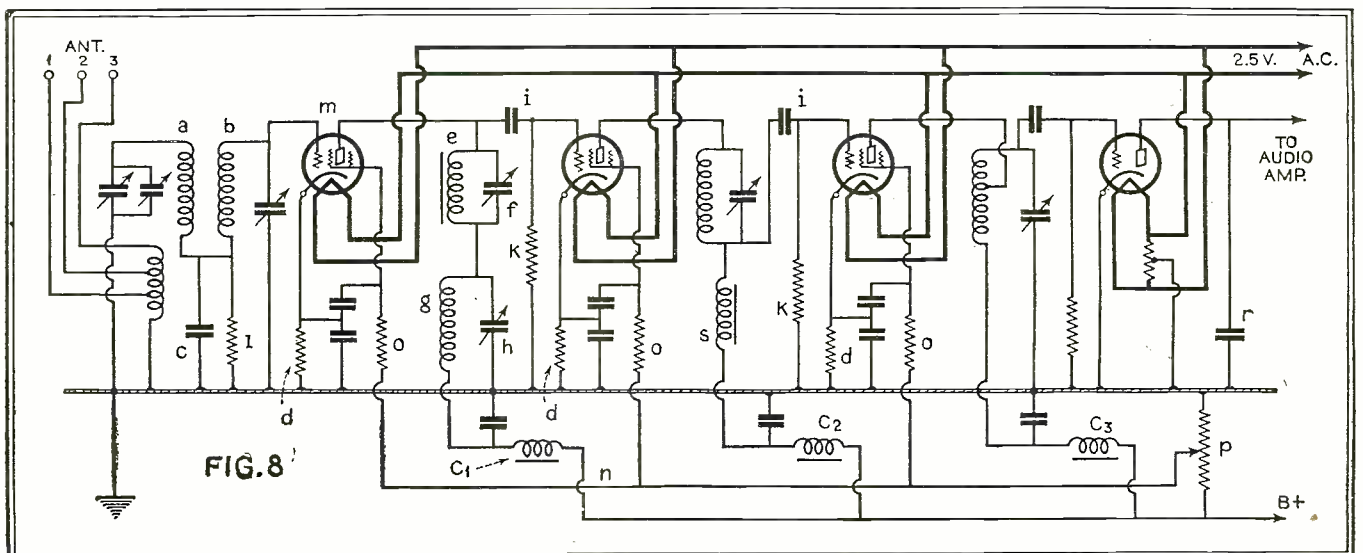 ANT.
1 2 3
2.5 V. A.C.
m
i
i
a b
e
TO
AUDIO
AMP.
f
k
g
s
k
h
r
c
l
o
o
d
o
d
d
C1
n
C2
C3
p
FIG.8
B+